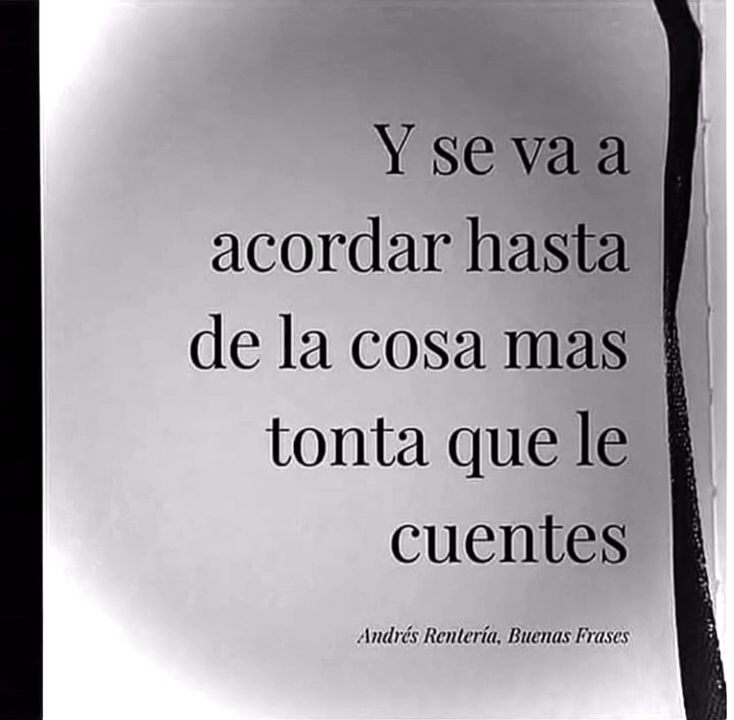 Y se va a
acordar hasta
de la cosa mas
tonta que le
cuentes
Andrés Rentería, Buenas Frases